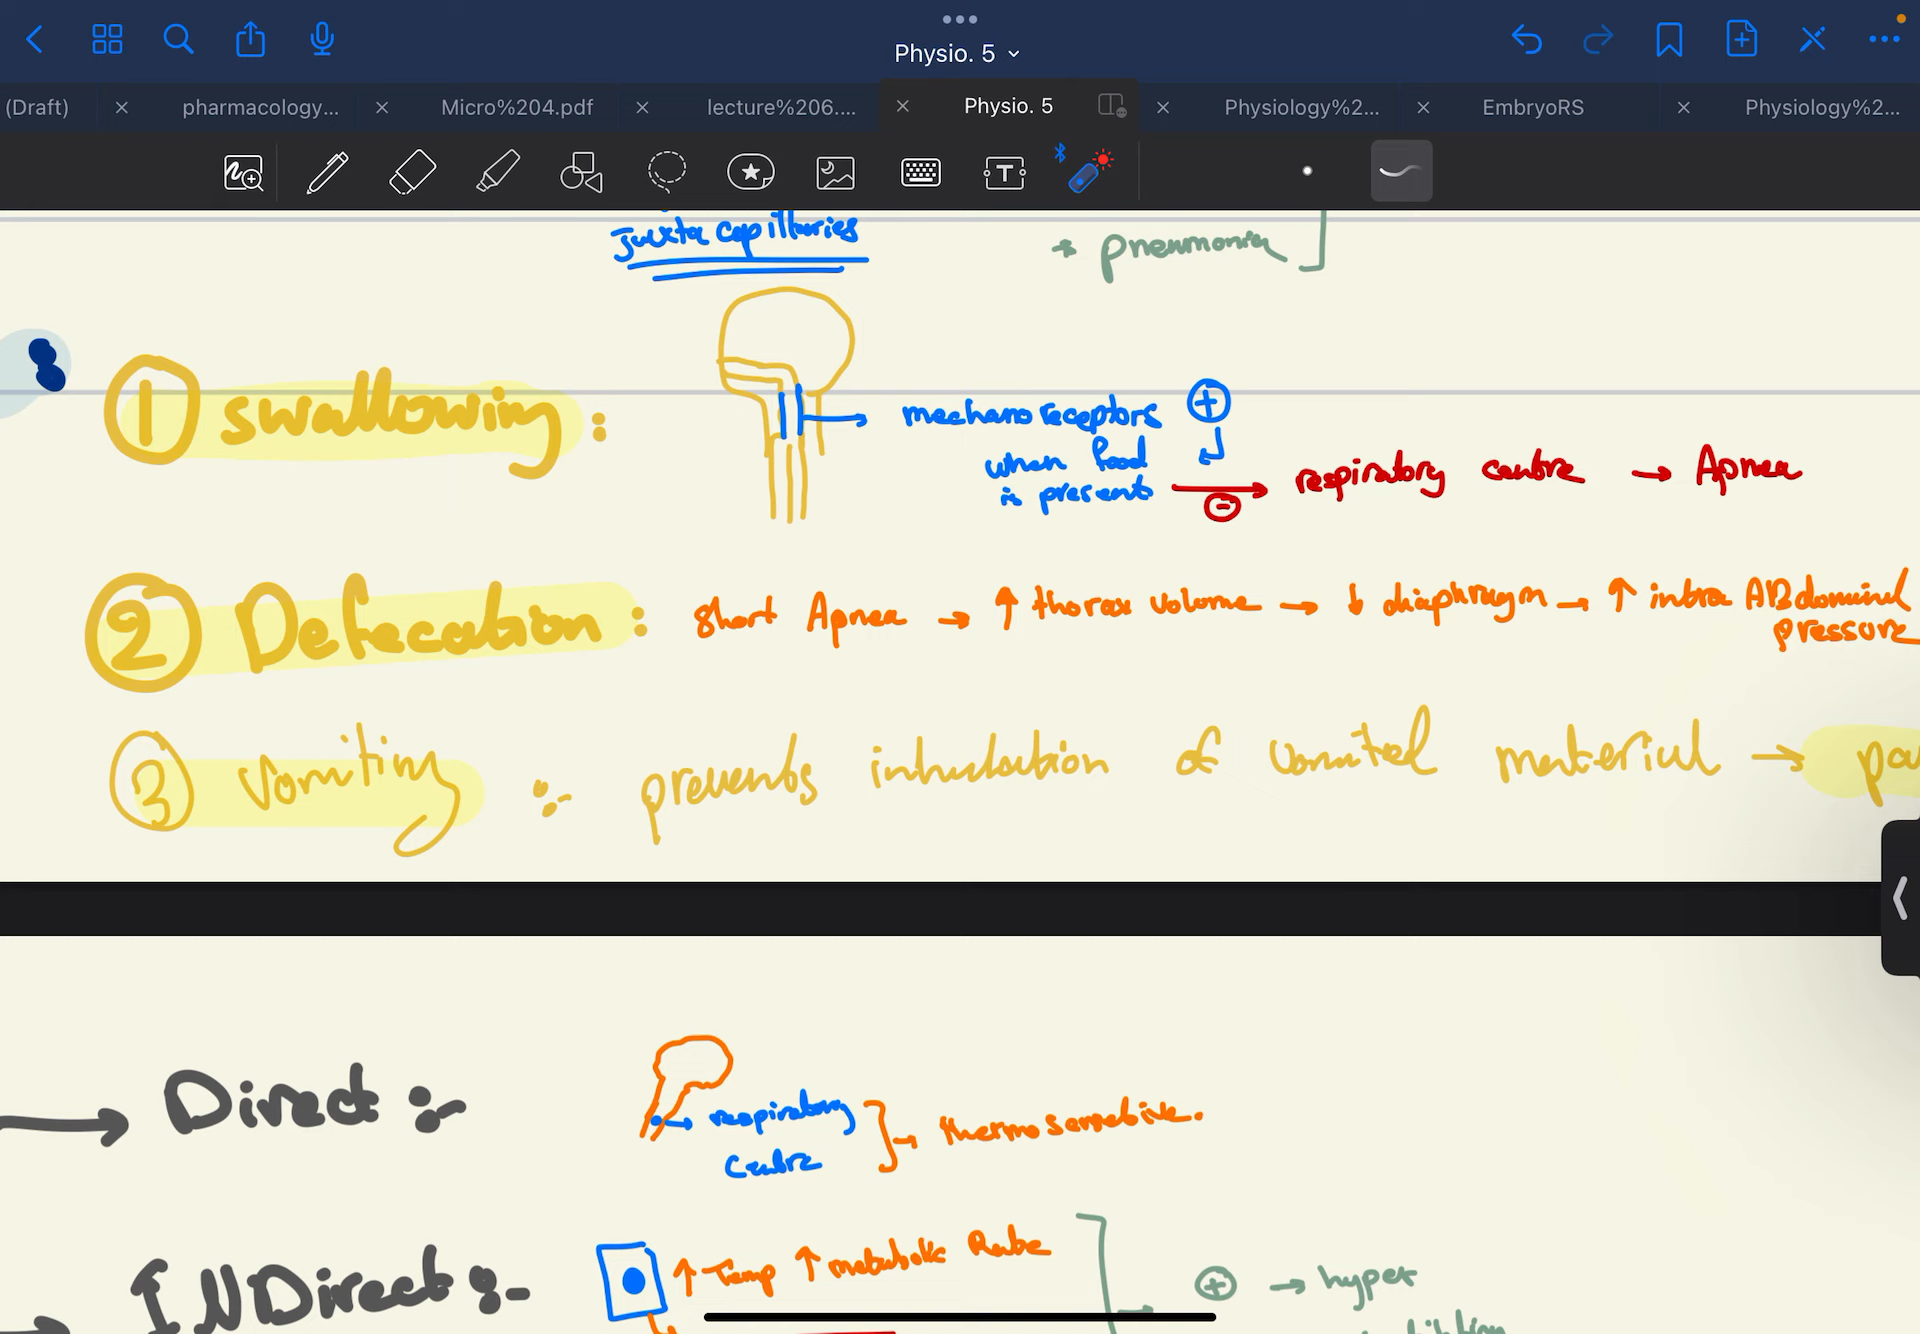 Physio. 5
(Draft)
pharmacology...
Micro%204.pdf
lecture%206....
Physio. 5
Physiology%2...
EmbryoRS
Physiology%2...
Juxta capillaries
* pneumonia
① swallowing :
mechanoreceptors +
when food
is present
- respiratory centre → Apnea
② Defecation : short Apnea → ↑ thorax volume → ↓ diaphragm → ↑ intra ABdominal
pressure
③ Vomiting :- prevents inhalation of vomited material →
→ Direct :-
respiratory
Centre
→ thermosensetive.
→ INDirect :-
↑ Temp ↑ metabolic Rate
+ → hyper